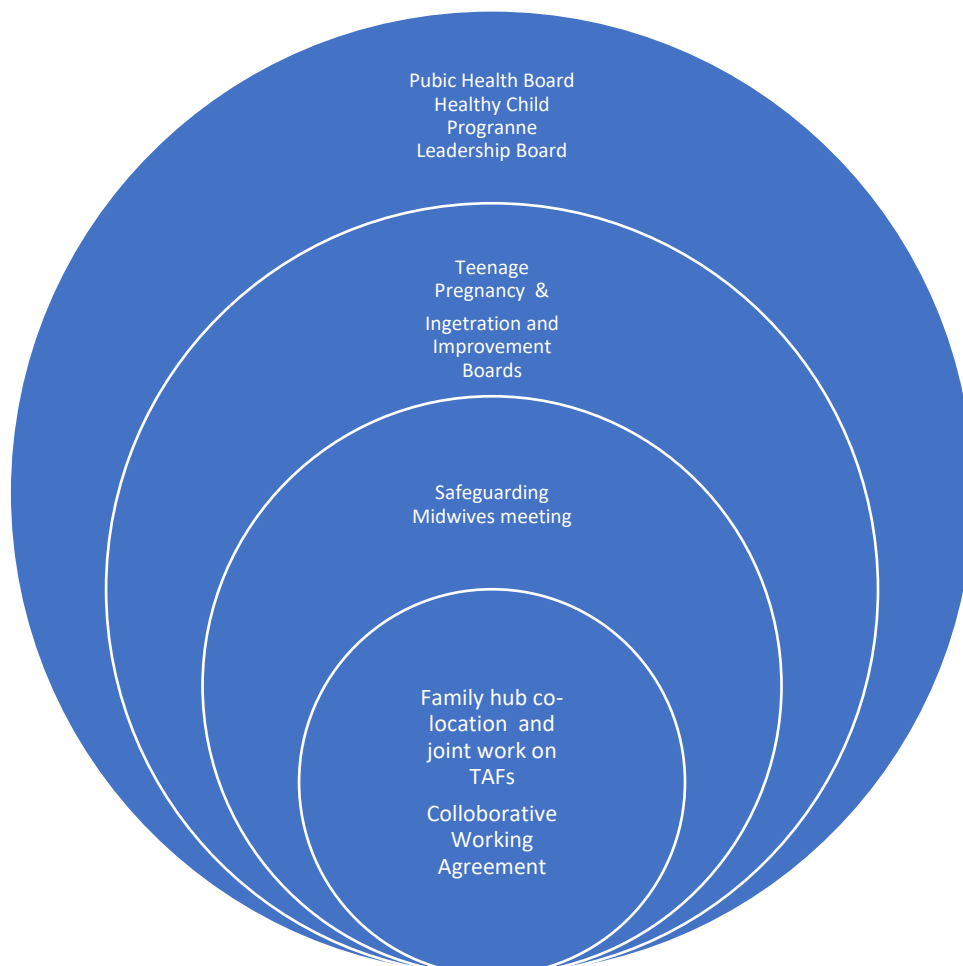 Pubic Health Board
Healthy Child
Progranne
Leadership Board
Teenage
Pregnancy &
Ingetration and
Improvement
Boards
Safeguarding
Midwives meeting
Family hub co-
location and
joint work on
TAFs
Colloborative
Working
Agreement